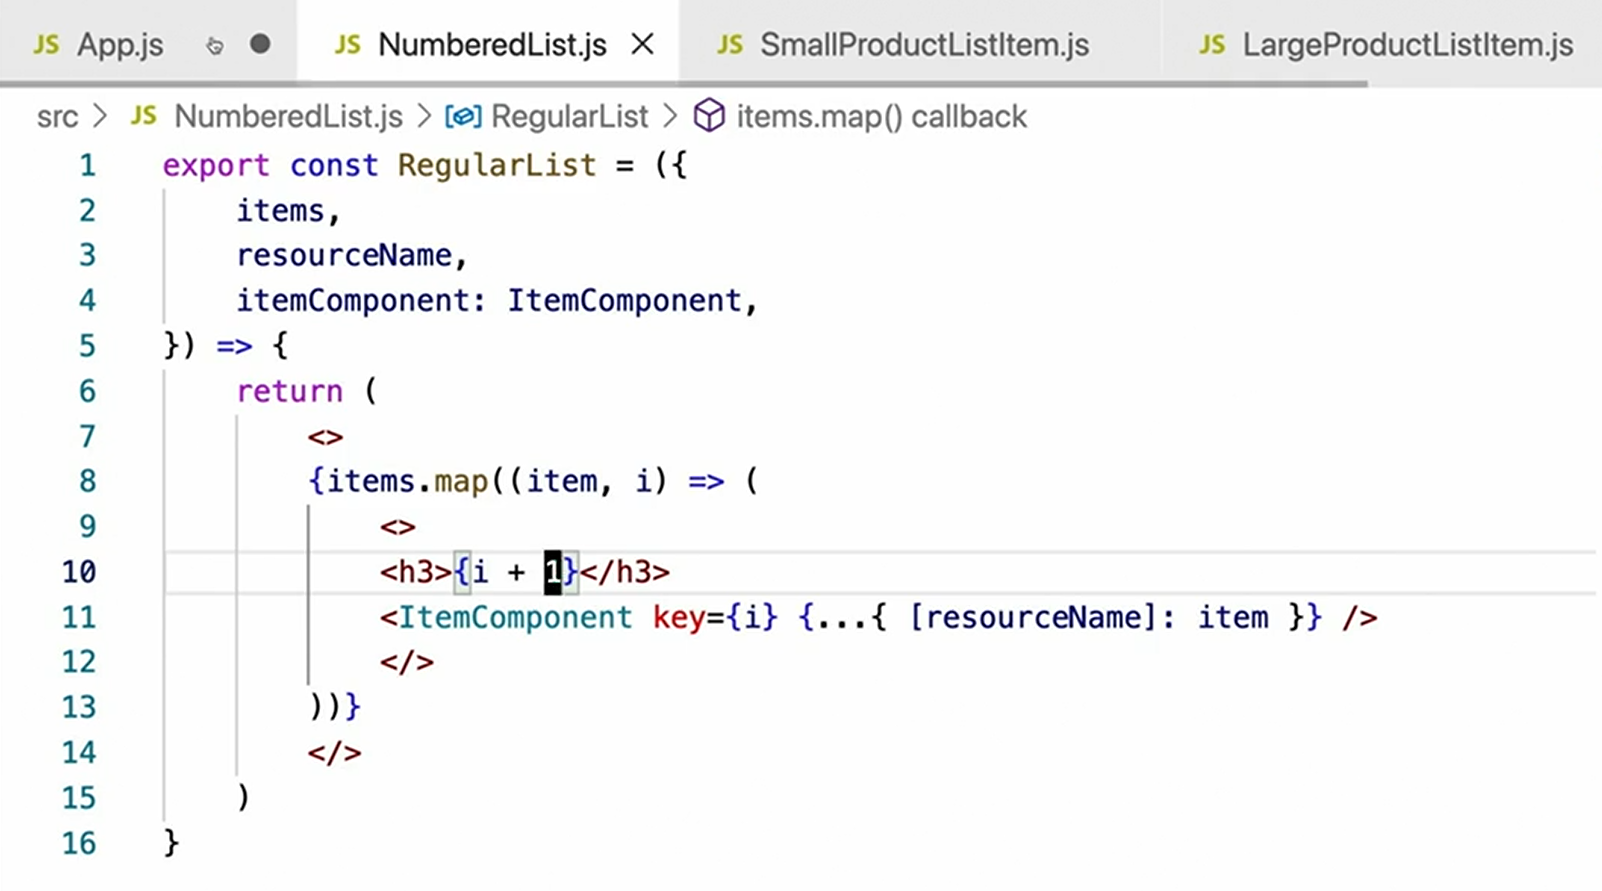 JS App.js JS NumberedList.js JS SmallProductListItem.js JS LargeProductListItem.js
src > JS NumberedList.js > RegularList > items.map() callback
1 export const RegularList = ({
2 items,
3 resourceName,
4 itemComponent: ItemComponent,
5 }) => {
6 return (
7 <>
8 {items.map((item, i) => (
9 <>
10 <h3>{i + 1}</h3>
11 <ItemComponent key={i} {...{ [resourceName]: item }} />
12 </>
13 ))}
14 </>
15 )
16 }